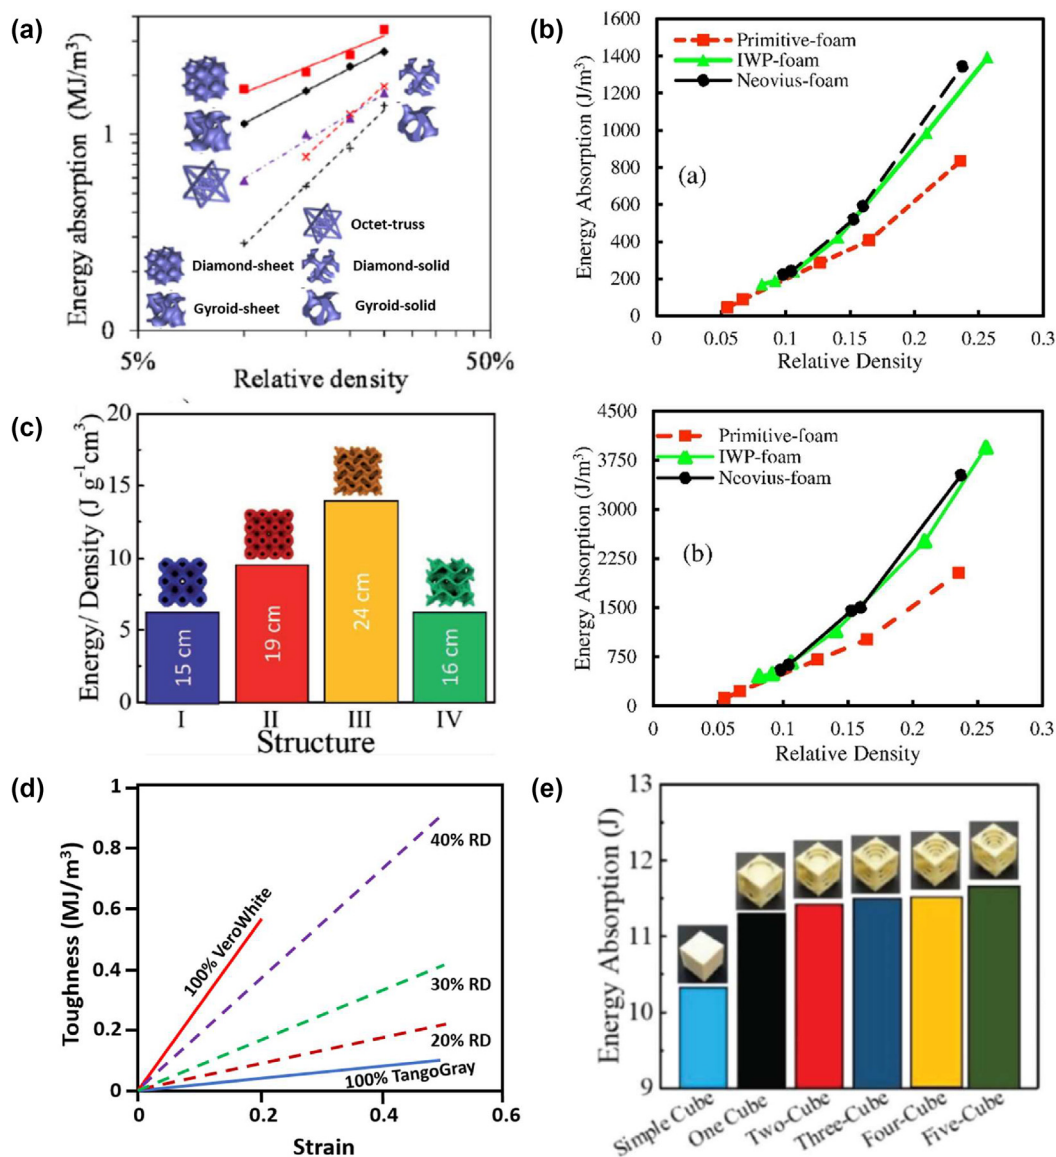 (a)
Energy absorption (MJ/m³)
1
1
Octet-truss
Diamond-sheet
Diamond-solid
Gyroid-sheet
Gyroid-solid
5%
50%
Relative density
(b)
Energy Absorption (J/m³)
1600
1400
1200
1000
800
600
400
200
0
Primitive-foam
IWP-foam
Neovius-foam
(a)
0
0.05
0.1
0.15
0.2
0.25
0.3
Relative Density
(c)
Energy/ Density (J g⁻¹cm³)
20
15
10
5
0
15 cm
19 cm
24 cm
16 cm
I
II
III
IV
Structure
Energy Absorption (J/m³)
4500
3750
3000
2250
1500
750
0
Primitive-foam
IWP-foam
Neovius-foam
(b)
0
0.05
0.1
0.15
0.2
0.25
0.3
Relative Density
(d)
Toughness (MJ/m³)
1
0.8
0.6
0.4
0.2
0
100% VeroWhite
40% RD
30% RD
20% RD
100% TangoGray
0
0.2
0.4
0.6
Strain
(e)
Energy Absorption (J)
13
12
11
10
9
Simple Cube
One Cube
Two-Cube
Three-Cube
Four-Cube
Five-Cube